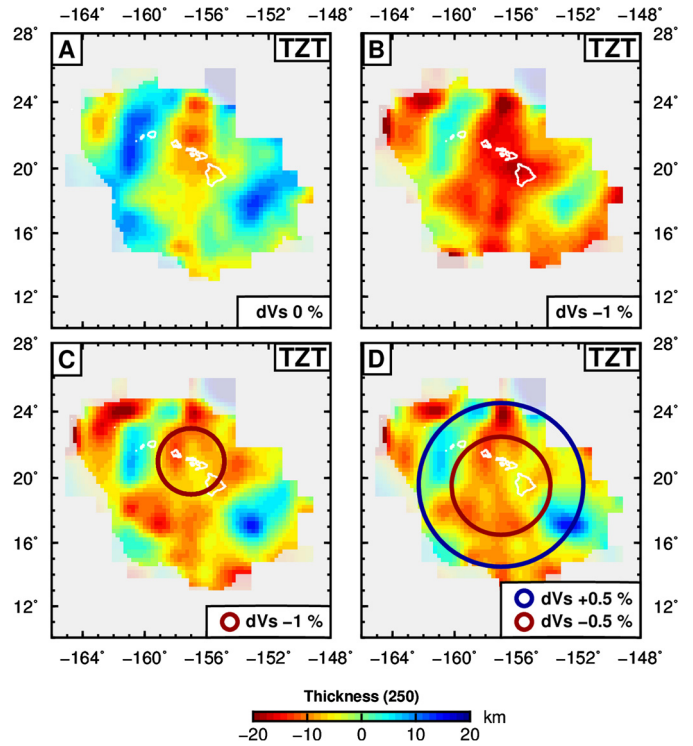 −164˚ −160˚ −156˚ −152˚ −148˚ −164˚ −160˚ −156˚ −152˚ −148˚
28˚ 28˚
A TZT B TZT
24˚ 24˚
20˚ 20˚
16˚ 16˚
12˚ 12˚
dVs 0 % dVs −1 %
28˚ 28˚
C TZT D TZT
24˚ 24˚
20˚ 20˚
16˚ 16˚
dVs +0.5 %
12˚ dVs −1 % dVs −0.5 % 12˚
−164˚ −160˚ −156˚ −152˚ −148˚ −164˚ −160˚ −156˚ −152˚ −148˚
Thickness (250)
km
−20 −10 0 10 20